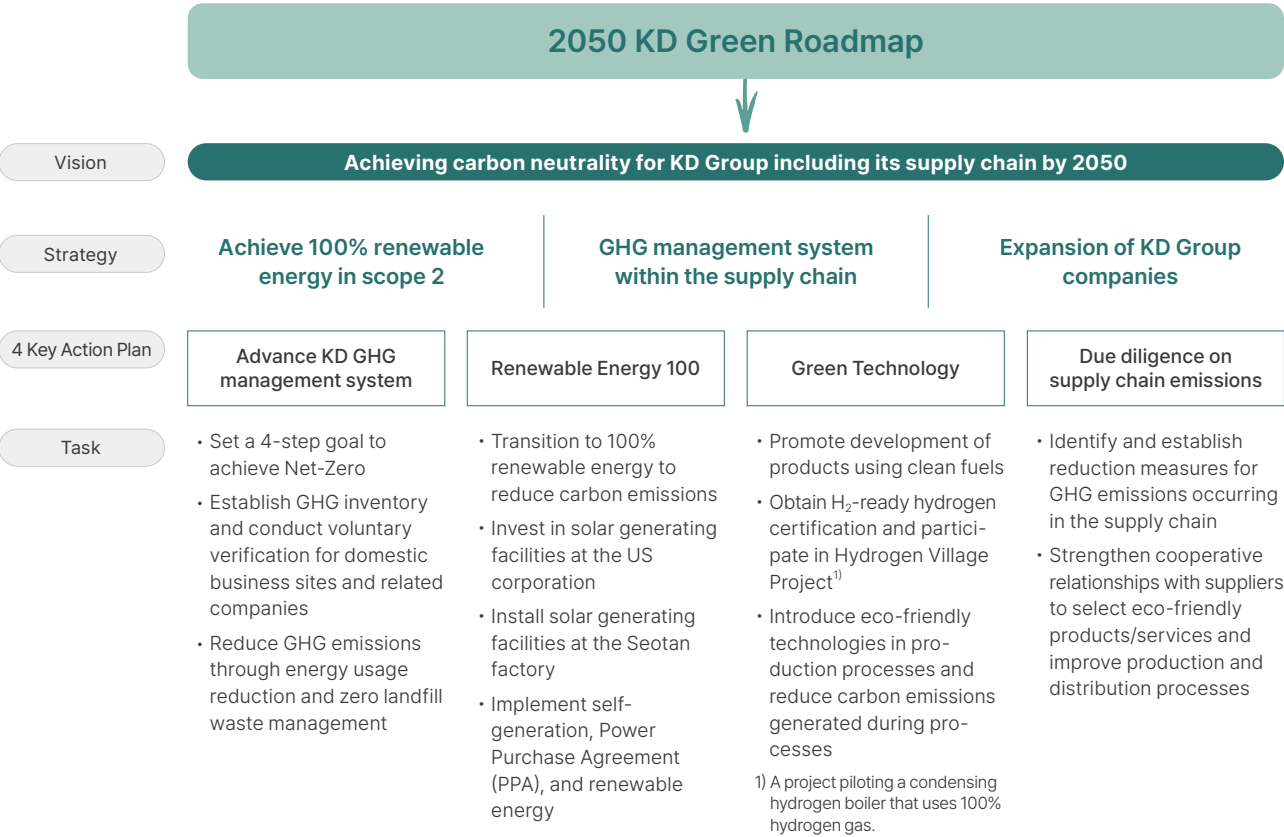 2050 KD Green Roadmap
Vision
Achieving carbon neutrality for KD Group including its supply chain by 2050
Strategy
Achieve 100% renewable
energy in scope 2
GHG management system
within the supply chain
Expansion of KD Group
companies
4 Key Action Plan
Advance KD GHG
management system
Renewable Energy 100
Green Technology
Due diligence on
supply chain emissions
Task
• Set a 4-step goal to
achieve Net-Zero
• Establish GHG inventory
and conduct voluntary
verification for domestic
business sites and related
companies
• Reduce GHG emissions
through energy usage
reduction and zero landfill
waste management
• Transition to 100%
renewable energy to
reduce carbon emissions
• Invest in solar generating
facilities at the US
corporation
• Install solar generating
facilities at the Seotan
factory
• Implement self-
generation, Power
Purchase Agreement
(PPA), and renewable
energy
• Promote development of
products using clean fuels
• Obtain H₂-ready hydrogen
certification and partici-
pate in Hydrogen Village
Project¹⁾
• Introduce eco-friendly
technologies in pro-
duction processes and
reduce carbon emissions
generated during pro-
cesses
1) A project piloting a condensing
hydrogen boiler that uses 100%
hydrogen gas.
• Identify and establish
reduction measures for
GHG emissions occurring
in the supply chain
• Strengthen cooperative
relationships with suppliers
to select eco-friendly
products/services and
improve production and
distribution processes